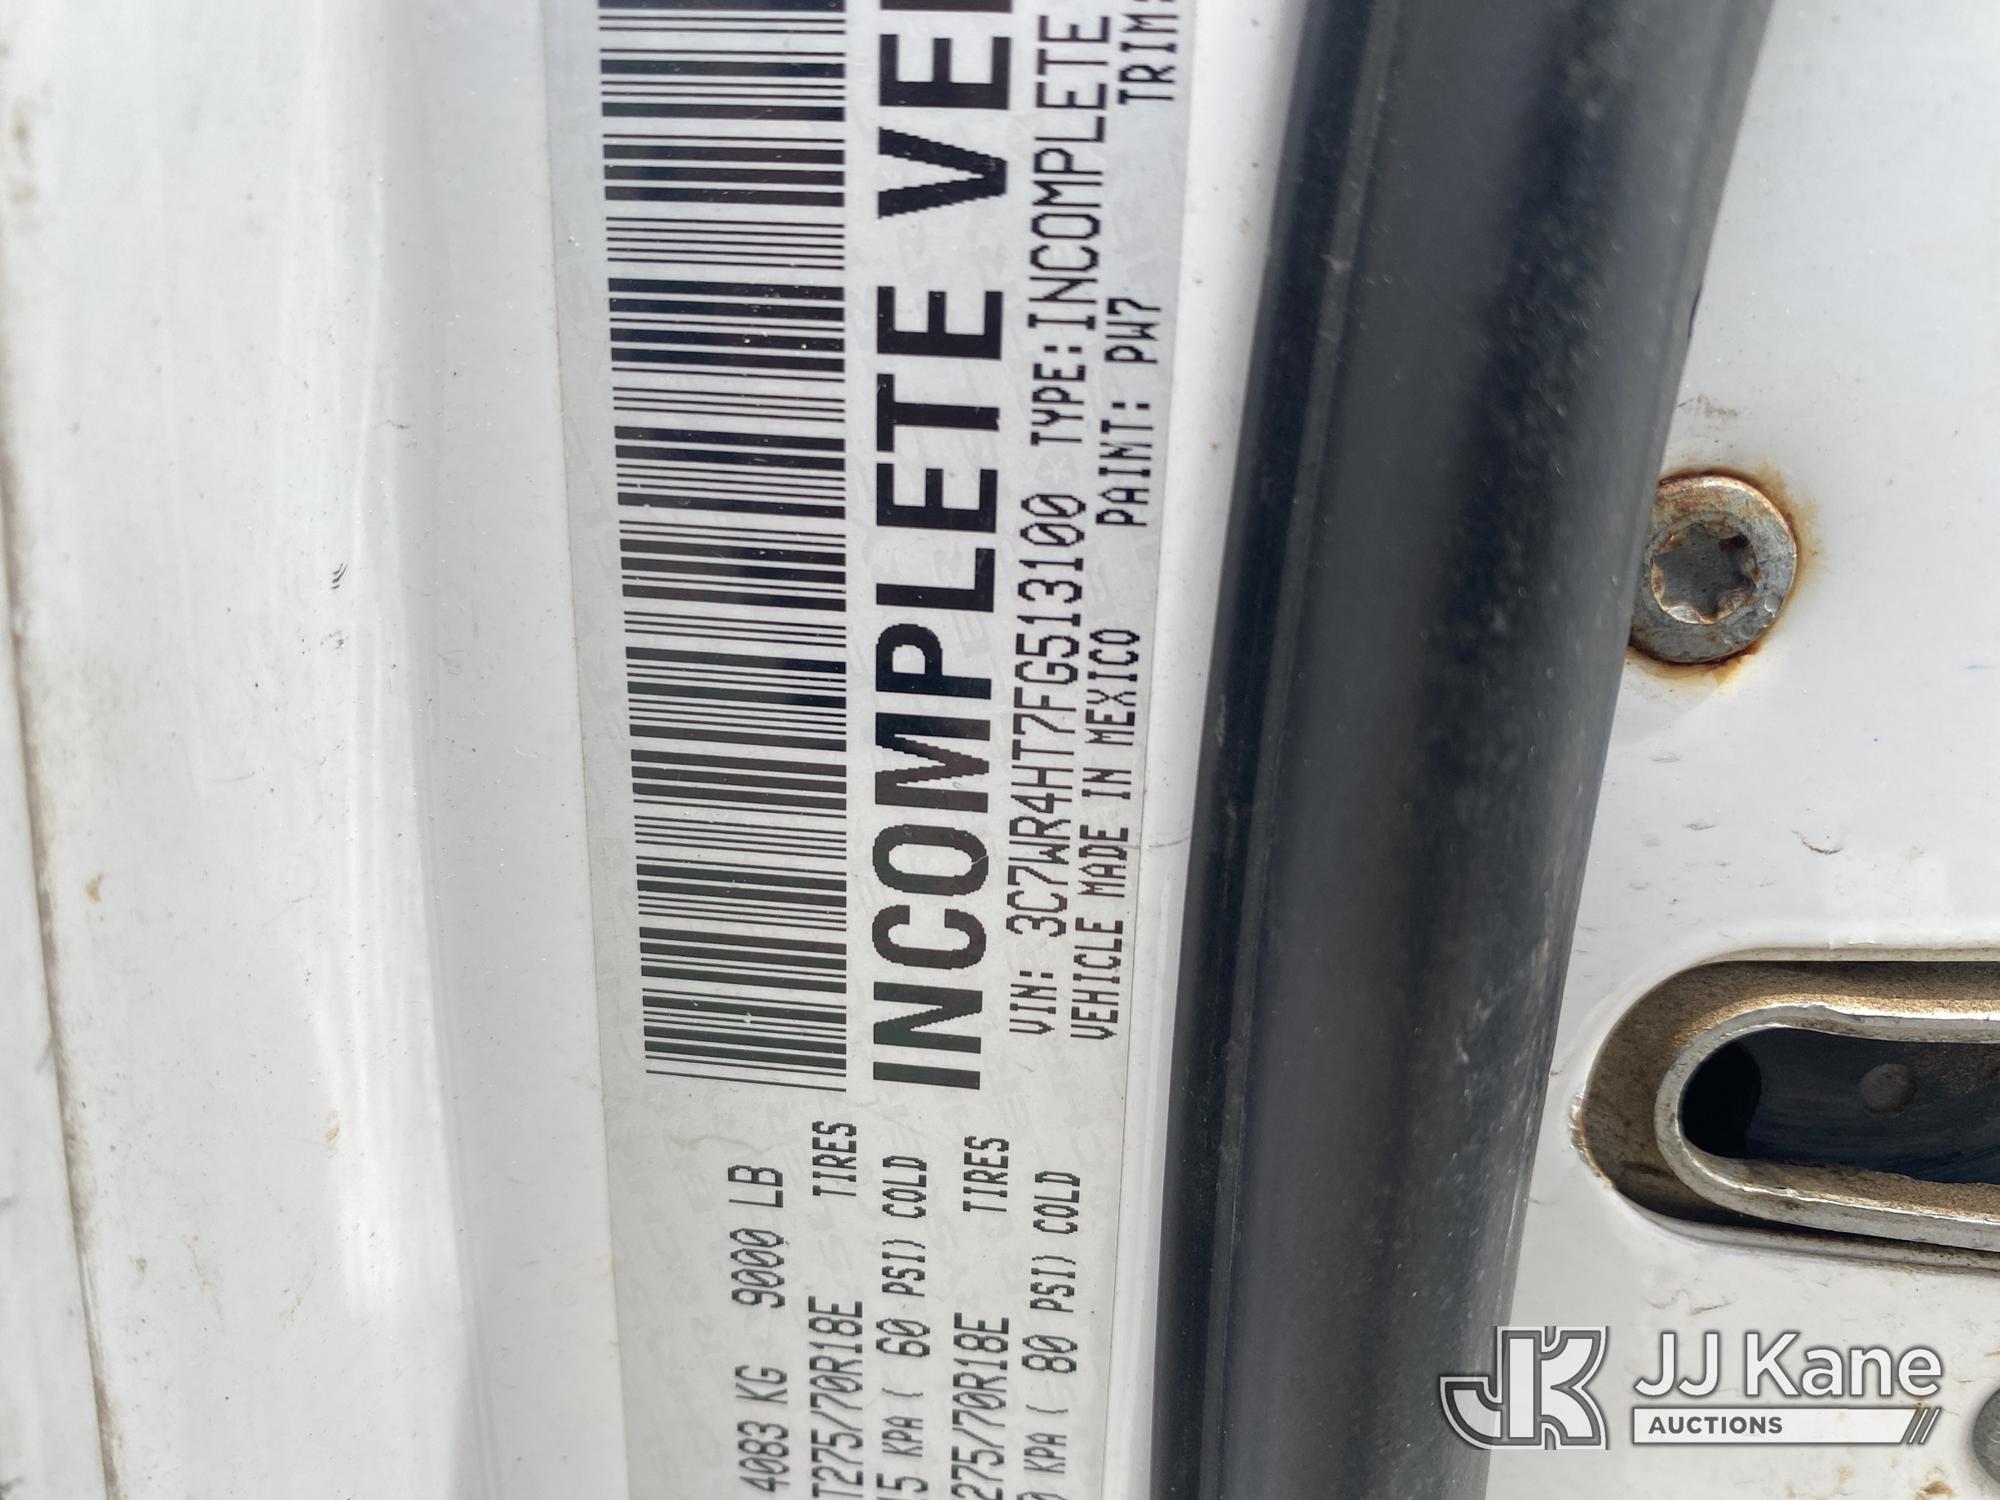 4083 KG 9000 LB
T275/70R18E TIRES
15 KPA ( 60 PSI) COLD
275/70R18E TIRES
0 KPA ( 80 PSI) COLD
INCOMPLETE VE
VIN: 3C7WR4HT7FG513100 TYPE:INCOMPLETE
VEHICLE MADE IN MEXICO PAINT: PW7 TRIM:
JJ Kane
AUCTIONS